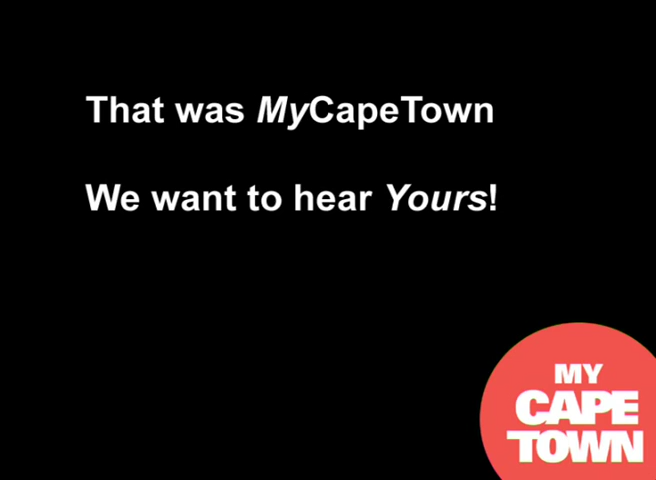 That was MyCapeTown
We want to hear Yours!
MY
CAPE
TOWN